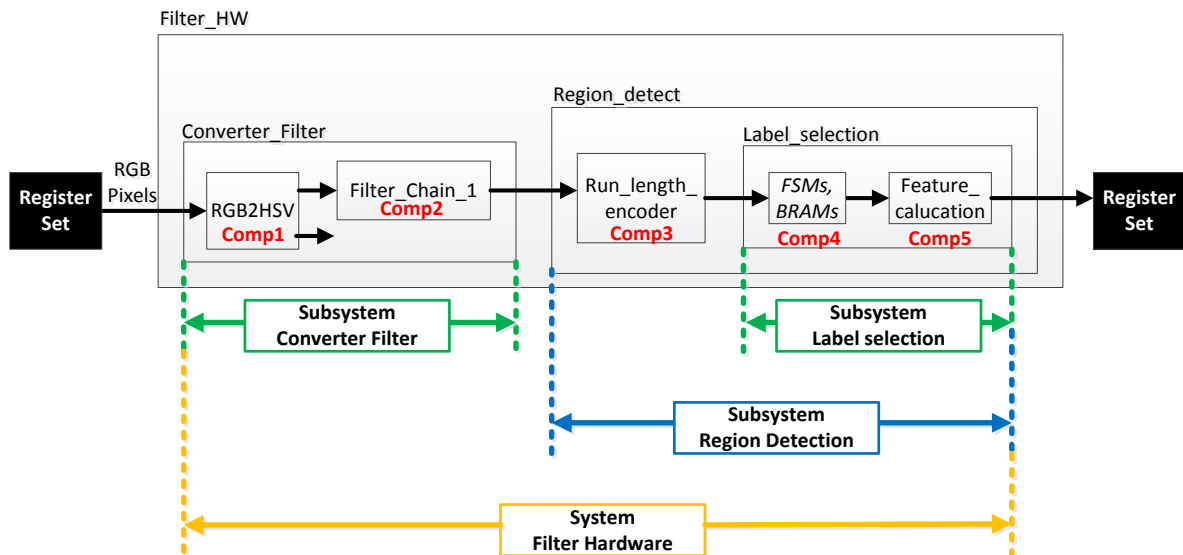 Filter_HW
Region_detect
Converter_Filter
Label_selection
RGB
Pixels
Register
Set
RGB2HSV
Comp1
Filter_Chain_1
Comp2
Run_length_
encoder
Comp3
FSMs,
BRAMs
Comp4
Feature_
calucation
Comp5
Register
Set
Subsystem
Converter Filter
Subsystem
Label selection
Subsystem
Region Detection
System
Filter Hardware